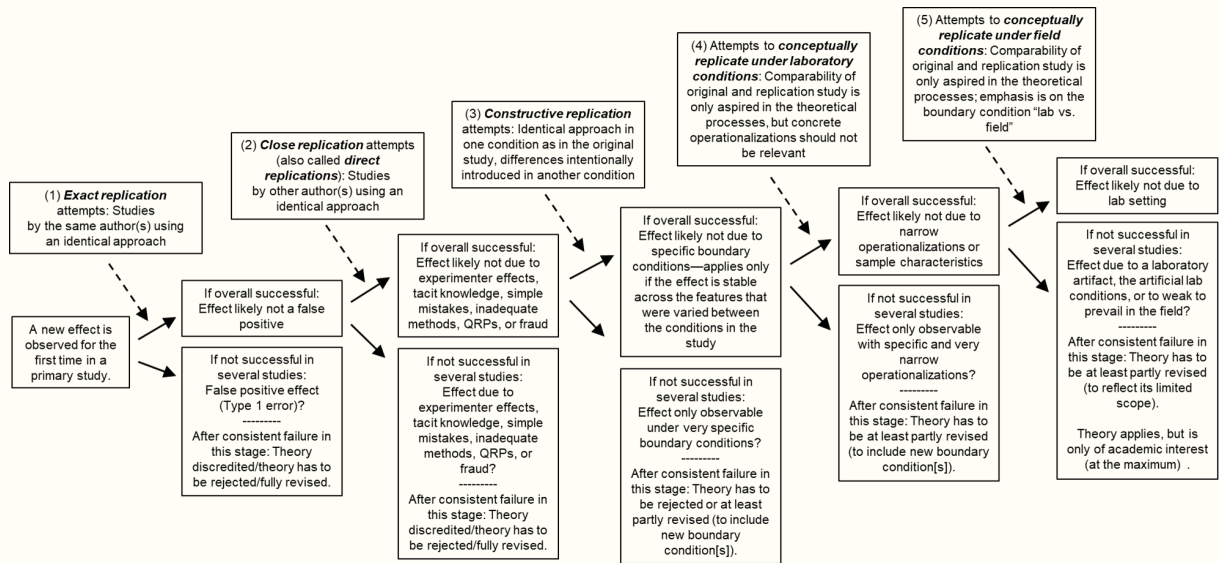 (1) Exact replication
attempts: Studies
by the same author(s) using
an identical approach
A new effect is
observed for the
first time in a
primary study.
If overall successful:
Effect likely not a false
positive
If not successful in
several studies:
False positive effect
(Type 1 error)?
---------
After consistent failure in
this stage: Theory
discredited/theory has to
be rejected/fully revised.
(2) Close replication attempts
(also called direct
replications): Studies
by other author(s) using an
identical approach
If overall successful:
Effect likely not due to
experimenter effects,
tacit knowledge, simple
mistakes, inadequate
methods, QRPs, or fraud
If not successful in
several studies:
Effect due to
experimenter effects,
tacit knowledge, simple
mistakes, inadequate
methods, QRPs, or
fraud?
---------
After consistent failure in
this stage: Theory
discredited/theory has to
be rejected/fully revised.
(3) Constructive replication
attempts: Identical approach in
one condition as in the original
study, differences intentionally
introduced in another condition
If overall successful:
Effect likely not due to
specific boundary
conditions—applies only
if the effect is stable
across the features that
were varied between
the conditions in the
study
If not successful in
several studies:
Effect only observable
under very specific
boundary conditions?
---------
After consistent failure in
this stage: Theory has to
be rejected or at least
partly revised (to include
new boundary
condition[s]).
(4) Attempts to conceptually
replicate under laboratory
conditions: Comparability of
original and replication study is
only aspired in the theoretical
processes, but concrete
operationalizations should not
be relevant
If overall successful:
Effect likely not due to
narrow
operationalizations or
sample characteristics
If not successful in
several studies:
Effect only observable
with specific and very
narrow
operationalizations?
---------
After consistent failure in
this stage: Theory has to
be at least partly revised
(to include new boundary
condition[s]).
(5) Attempts to conceptually
replicate under field
conditions: Comparability of
original and replication study is
only aspired in the theoretical
processes; emphasis is on the
boundary condition “lab vs.
field”
If overall successful:
Effect likely not due to
lab setting
If not successful in
several studies:
Effect due to a laboratory
artifact, the artificial lab
conditions, or to weak to
prevail in the field?
---------
After consistent failure in
this stage: Theory has to
be at least partly revised
(to reflect its limited
scope).
Theory applies, but is
only of academic interest
(at the maximum) .